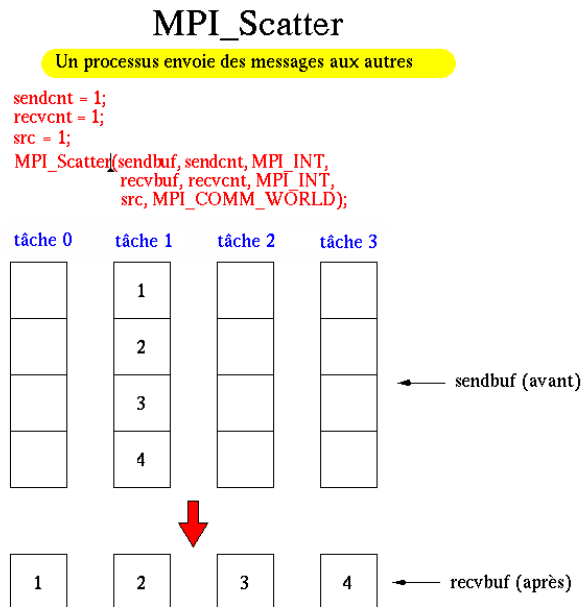 MPI_Scatter
Un processus envoie des messages aux autres
sendcnt = 1;
recvcnt = 1;
src = 1;
MPI_Scatter(sendbuf, sendcnt, MPI_INT,
recvbuf, recvcnt, MPI_INT,
src, MPI_COMM_WORLD);
tâche 0 tâche 1 tâche 2 tâche 3
1
2
3
4
sendbuf (avant)
1 2 3 4 recvbuf (après)